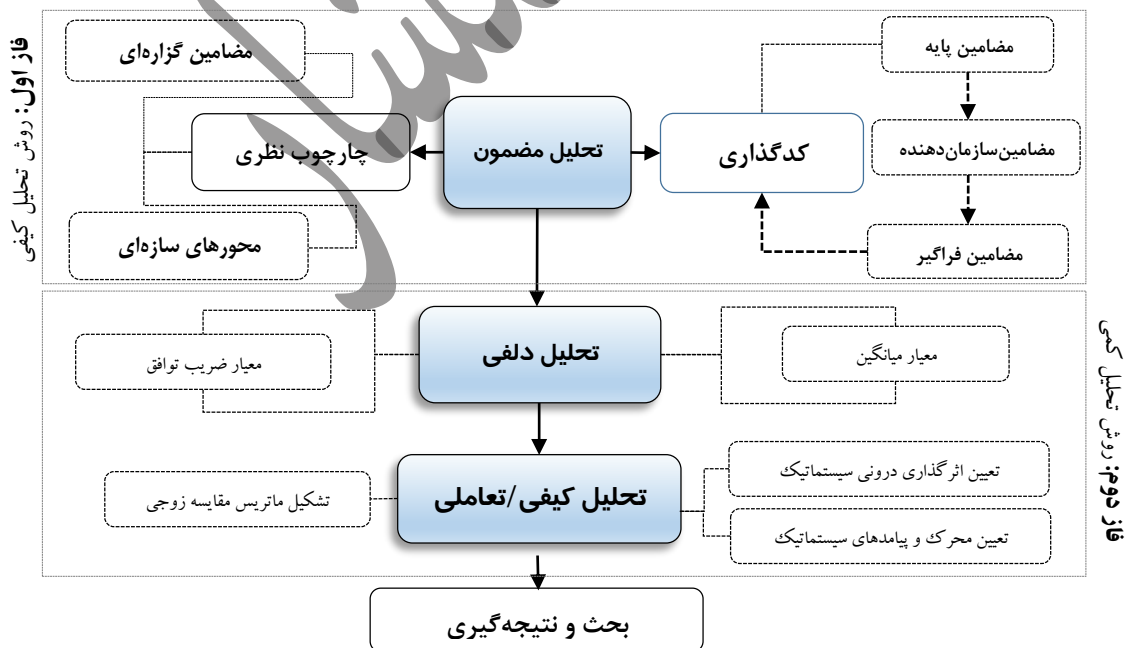 فاز اول: روش تحلیل کیفی
مضامین پایه
مضامین گزاره‌ای
تحلیل مضمون
کدگذاری
چارچوب نظری
مضامین‌سازمان‌دهنده
محورهای سازه‌ای
مضامین فراگیر
فاز دوم: روش تحلیل کمی
تحلیل دلفی
معیار میانگین
معیار ضریب توافق
تعیین اثرگذاری درونی سیستماتیک
تحلیل کیفی/تعاملی
تشکیل ماتریس مقایسه زوجی
تعیین محرک و پیامدهای سیستماتیک
بحث و نتیجه‌گیری